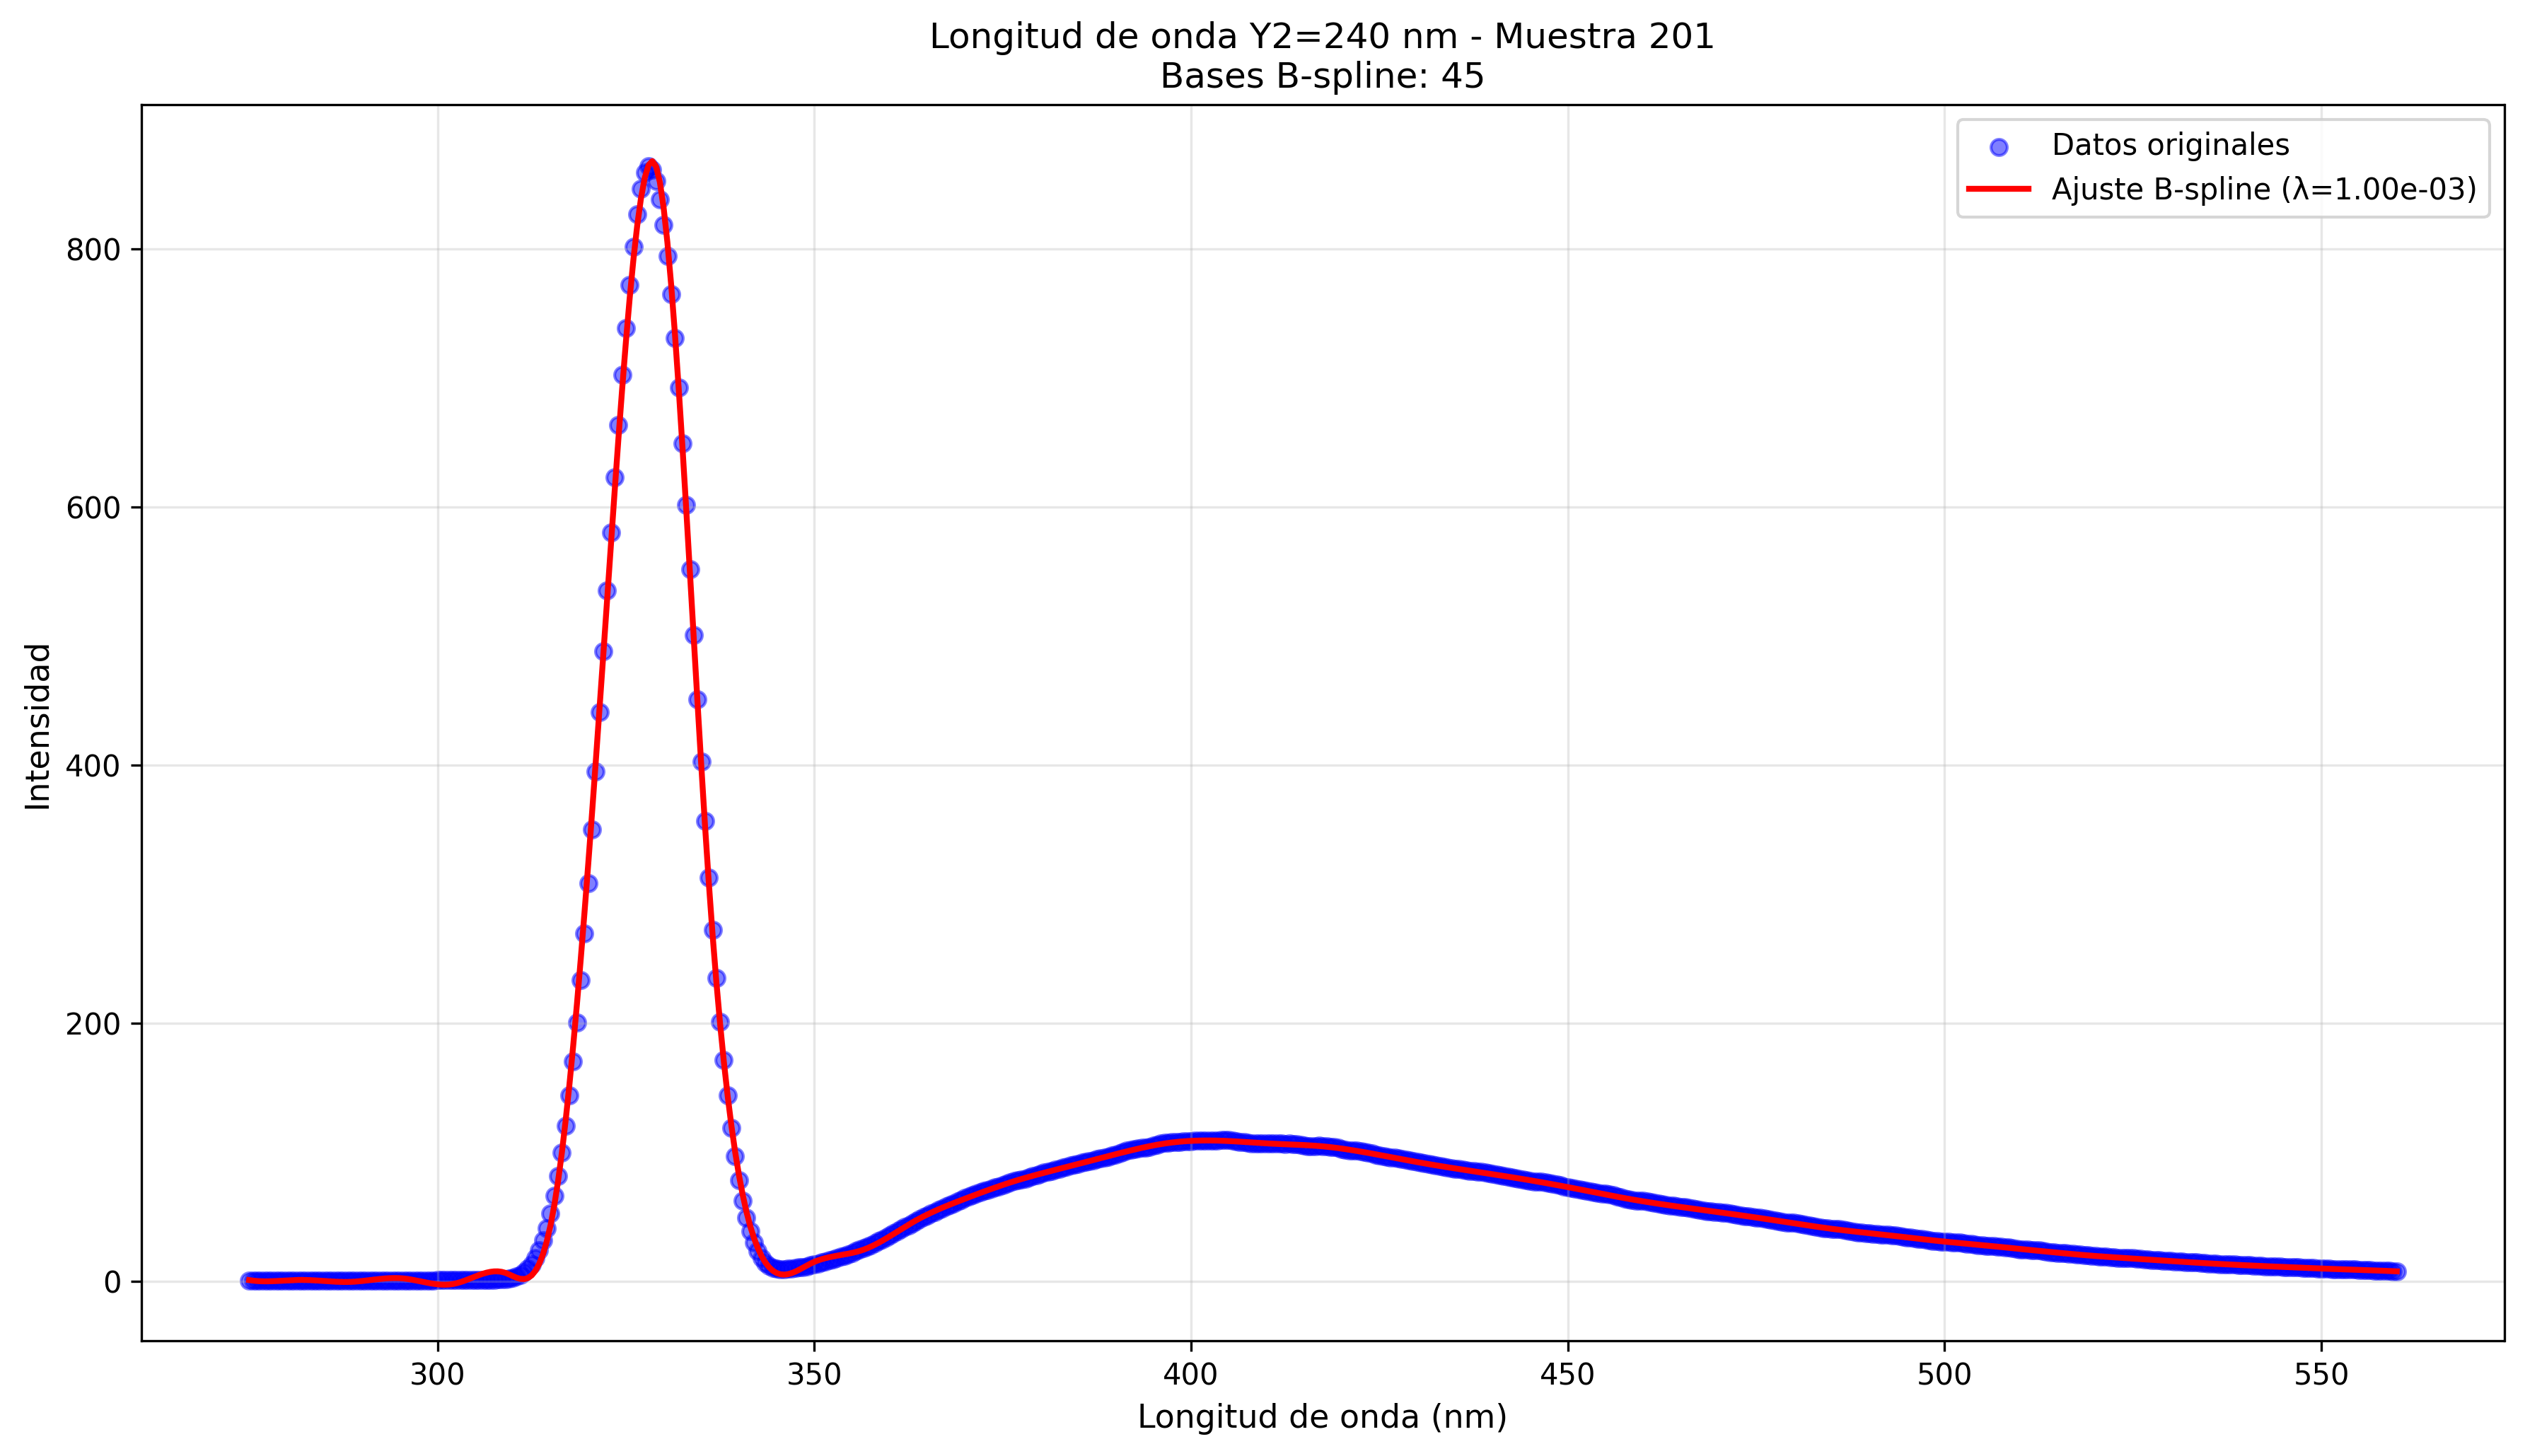 Longitud de onda Y2=240 nm - Muestra 201
Bases B-spline: 45
Datos originales
Ajuste B-spline (λ=1.00e-03)
Intensidad
800
600
400
200
0
300
350
400
450
500
550
Longitud de onda (nm)